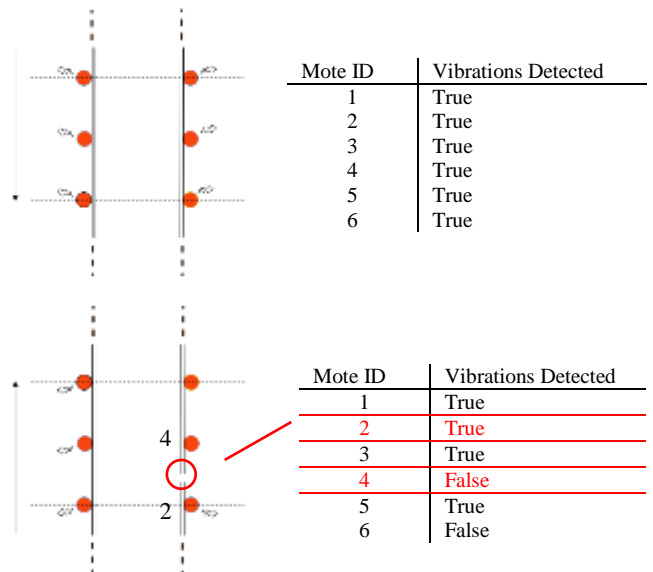 Mote ID Vibrations Detected
1 True
2 True
3 True
4 True
5 True
6 True
Mote ID Vibrations Detected
1 True
2 True
3 True
4 False
5 True
6 False
4
2